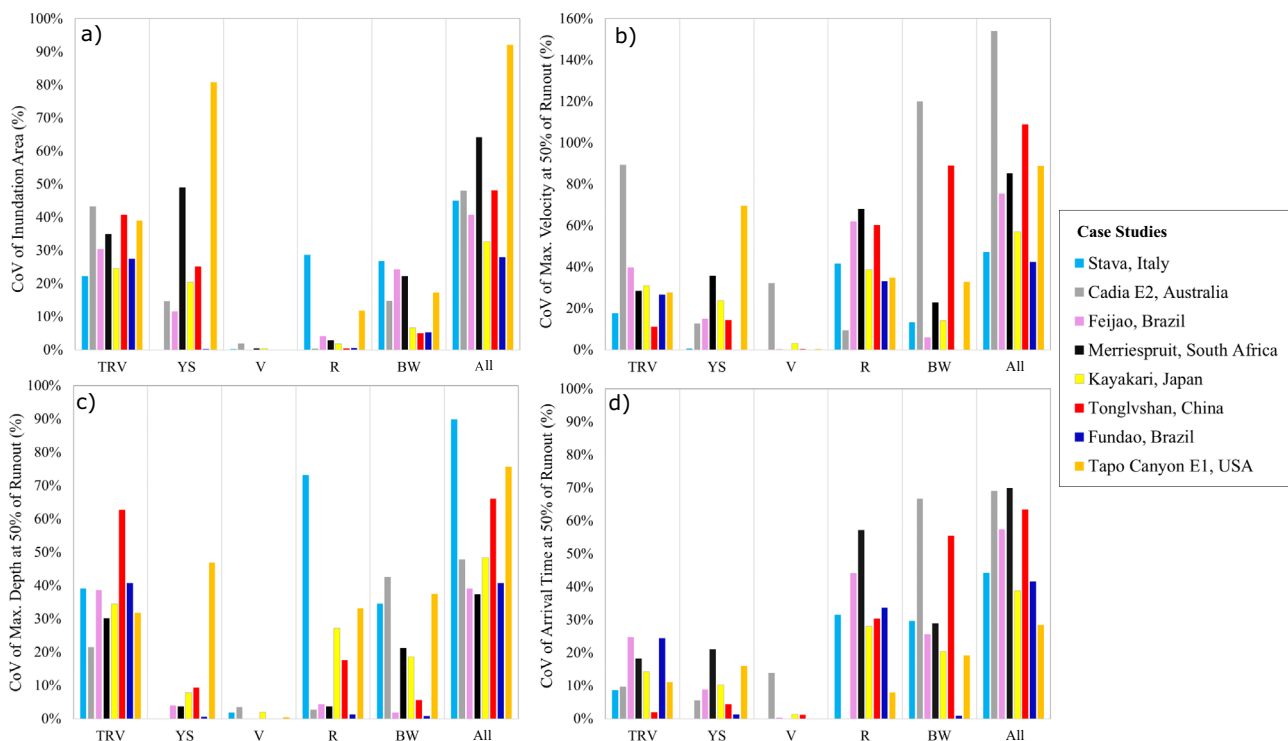 a)
CoV of Inundation Area (%)
100%
90%
80%
70%
60%
50%
40%
30%
20%
10%
0%
TRV YS V R BW All
b)
CoV of Max. Velocity at 50% of Runout (%)
160%
140%
120%
100%
80%
60%
40%
20%
0%
TRV YS V R BW All
c)
CoV of Max. Depth at 50% of Runout (%)
100%
90%
80%
70%
60%
50%
40%
30%
20%
10%
0%
TRV YS V R BW All
d)
CoV of Arrival Time at 50% of Runout (%)
100%
90%
80%
70%
60%
50%
40%
30%
20%
10%
0%
TRV YS V R BW All
Case Studies
Stava, Italy
Cadia E2, Australia
Feijao, Brazil
Merriespruit, South Africa
Kayakari, Japan
Tonglvshan, China
Fundao, Brazil
Tapo Canyon E1, USA